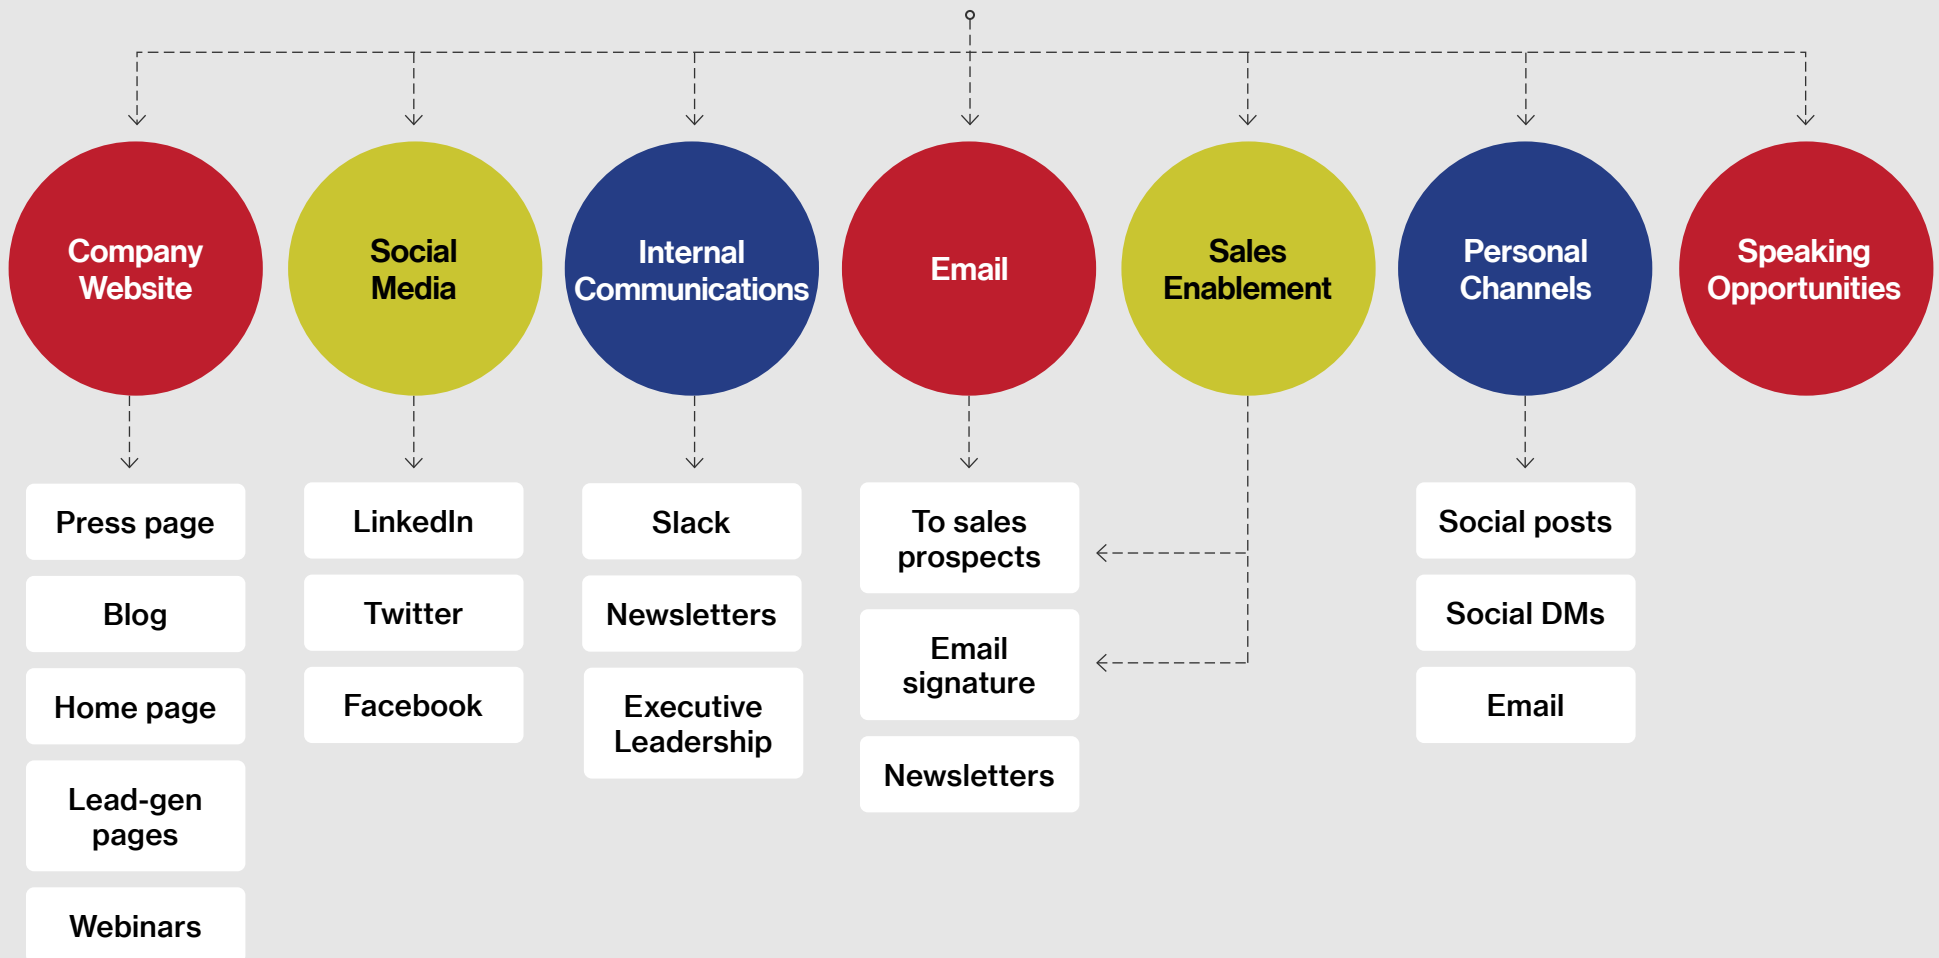 Company
Website
Social
Media
Internal
Communications
Email
Sales
Enablement
Personal
Channels
Speaking
Opportunities
Press page
Blog
Home page
Lead-gen
pages
Webinars
LinkedIn
Twitter
Facebook
Slack
Newsletters
Executive
Leadership
To sales
prospects
Email
signature
Newsletters
Social posts
Social DMs
Email